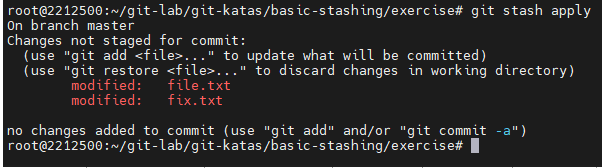 root@2212500:~/git-lab/git-katas/basic-stashing/exercise# git stash apply
On branch master
Changes not staged for commit:
  (use "git add <file>..." to update what will be committed)
  (use "git restore <file>..." to discard changes in working directory)
        modified:   file.txt
        modified:   fix.txt

no changes added to commit (use "git add" and/or "git commit -a")
root@2212500:~/git-lab/git-katas/basic-stashing/exercise#